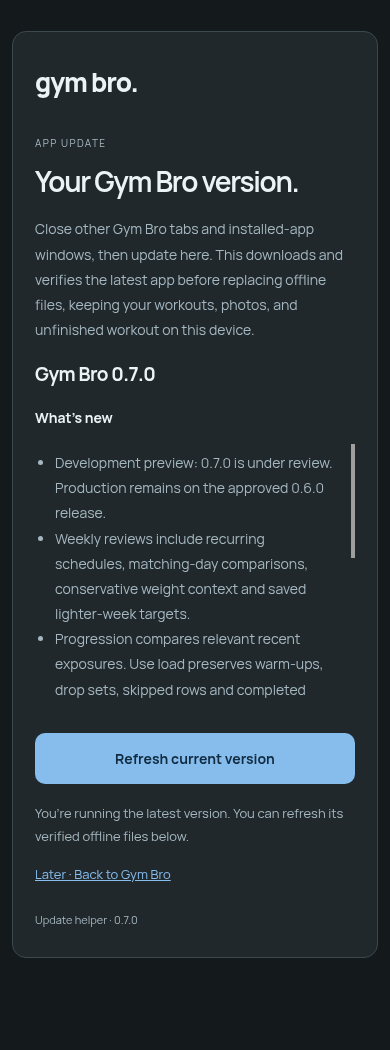 gym bro.
APP UPDATE
Your Gym Bro version.
Close other Gym Bro tabs and installed-app
windows, then update here. This downloads and
verifies the latest app before replacing offline
files, keeping your workouts, photos, and
unfinished workout on this device.
Gym Bro 0.7.0
What's new
• Development preview: 0.7.0 is under review.
Production remains on the approved 0.6.0
release.
• Weekly reviews include recurring
schedules, matching-day comparisons,
conservative weight context and saved
lighter-week targets.
• Progression compares relevant recent
exposures. Use load preserves warm-ups,
drop sets, skipped rows and completed
Refresh current version
You're running the latest version. You can refresh its
verified offline files below.
Later · Back to Gym Bro
Update helper · 0.7.0